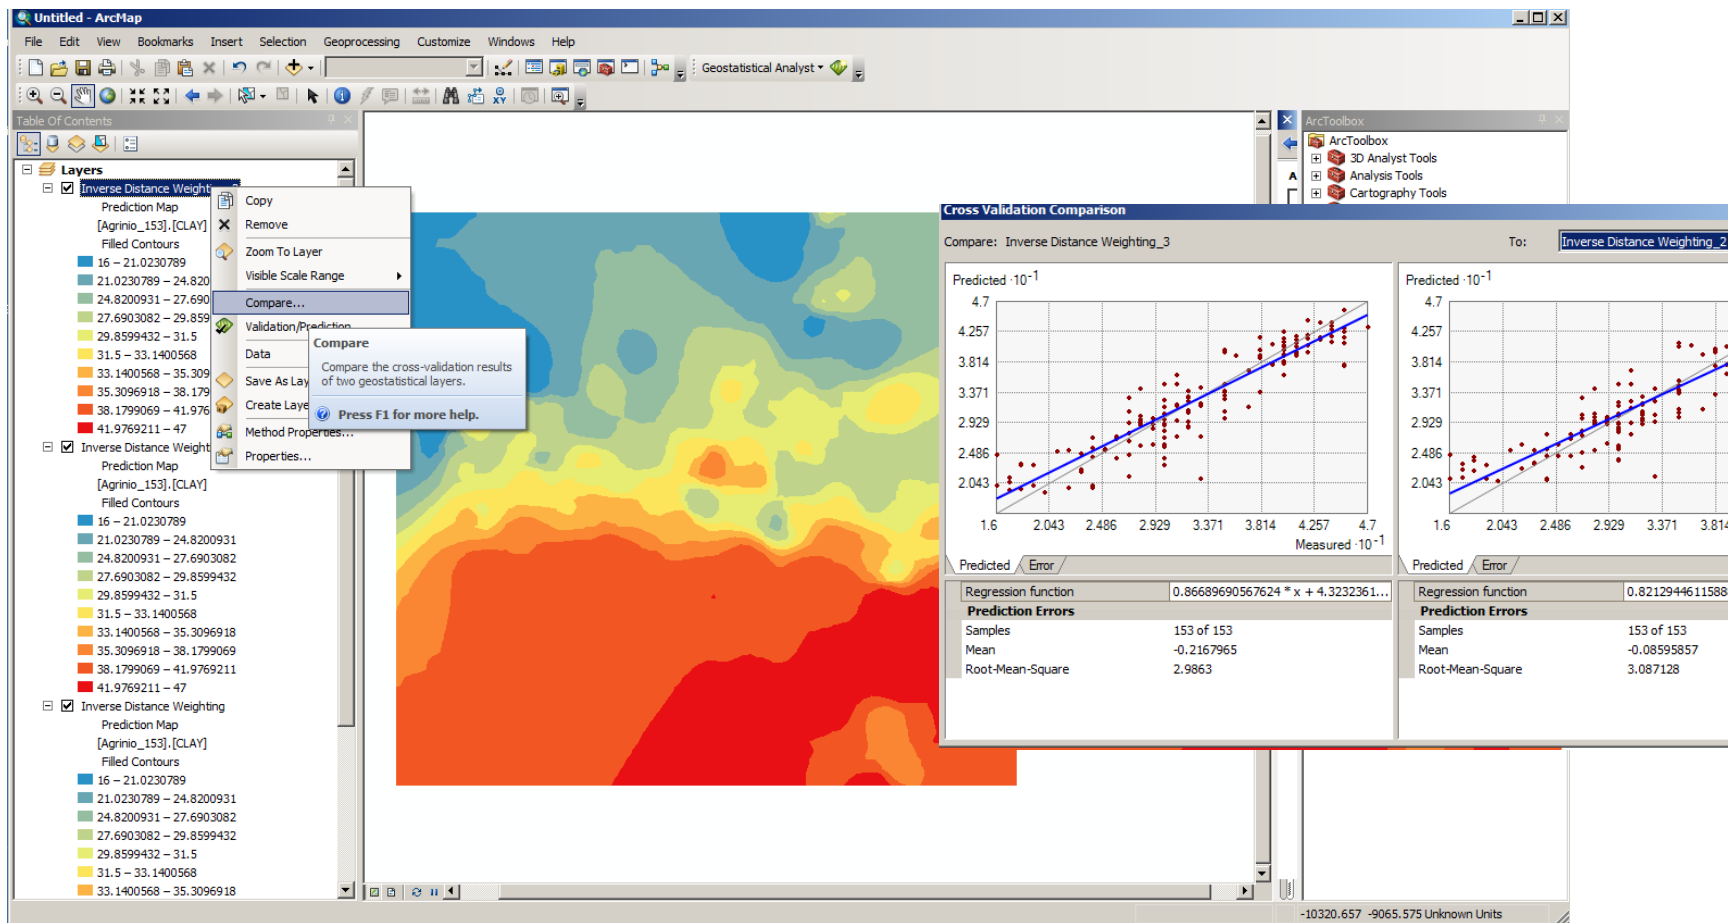 Untitled - ArcMap
File Edit View Bookmarks Insert Selection Geoprocessing Customize Windows Help
Geostatistical Analyst
Table Of Contents
Layers
Inverse Distance Weighting_3
Prediction Map
[Agrinio_153].[CLAY]
Filled Contours
16 – 21.0230789
21.0230789 – 24.820
24.8200931 – 27.690
27.6903082 – 29.859
29.8599432 – 31.5
31.5 – 33.1400568
33.1400568 – 35.309
35.3096918 – 38.179
38.1799069 – 41.976
41.9769211 – 47
Inverse Distance Weight
Prediction Map
[Agrinio_153].[CLAY]
Filled Contours
16 – 21.0230789
21.0230789 – 24.8200931
24.8200931 – 27.6903082
27.6903082 – 29.8599432
29.8599432 – 31.5
31.5 – 33.1400568
33.1400568 – 35.3096918
35.3096918 – 38.1799069
38.1799069 – 41.9769211
41.9769211 – 47
Inverse Distance Weighting
Prediction Map
[Agrinio_153].[CLAY]
Filled Contours
16 – 21.0230789
21.0230789 – 24.8200931
24.8200931 – 27.6903082
27.6903082 – 29.8599432
29.8599432 – 31.5
31.5 – 33.1400568
33.1400568 – 35.3096918
Copy
Remove
Zoom To Layer
Visible Scale Range
Compare...
Validation/Prediction
Data
Save As Lay
Create Laye
Method Properties...
Properties...
Compare
Compare the cross-validation results
of two geostatistical layers.
Press F1 for more help.
A
ArcToolbox
ArcToolbox
3D Analyst Tools
Analysis Tools
Cartography Tools
Cross Validation Comparison
Compare: Inverse Distance Weighting_3 To: Inverse Distance Weighting_2
Predicted ·10⁻¹
4.7
4.257
3.814
3.371
2.929
2.486
2.043
1.6 2.043 2.486 2.929 3.371 3.814 4.257 4.7
Measured ·10⁻¹
Predicted Error
Regression function 0.86689690567624 * x + 4.3232361...
Prediction Errors
Samples 153 of 153
Mean -0.2167965
Root-Mean-Square 2.9863
Predicted ·10⁻¹
4.7
4.257
3.814
3.371
2.929
2.486
2.043
1.6 2.043 2.486 2.929 3.371 3.814
Predicted Error
Regression function 0.8212944611588
Prediction Errors
Samples 153 of 153
Mean -0.08595857
Root-Mean-Square 3.087128
-10320.657 -9065.575 Unknown Units